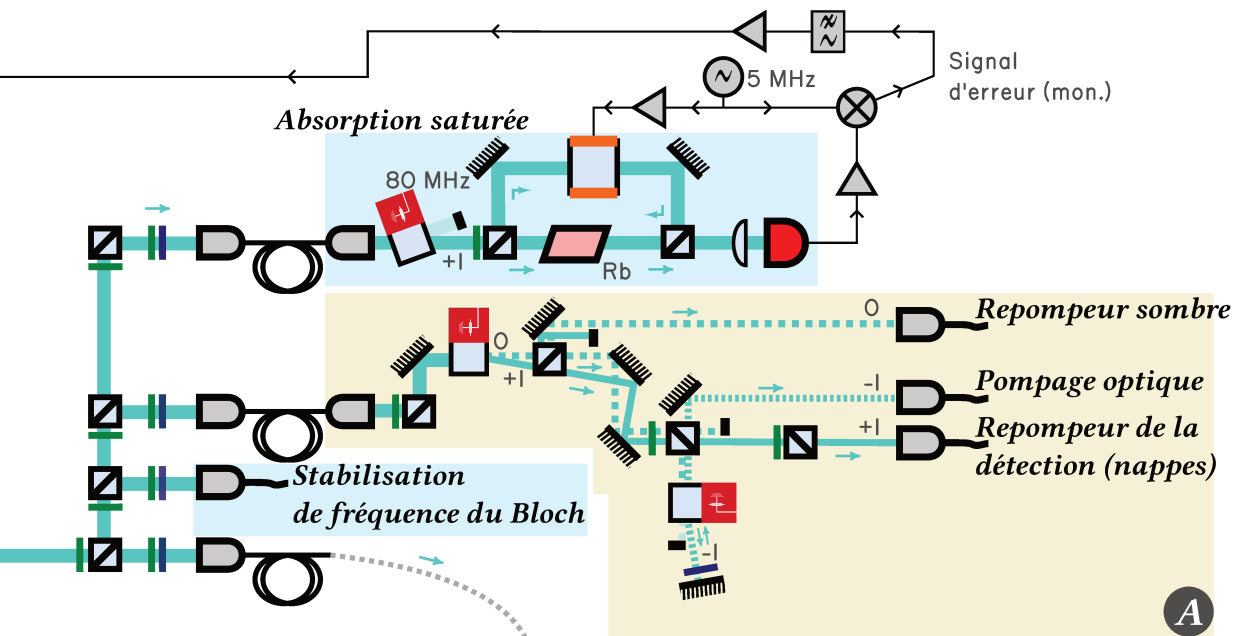 5 MHz
Signal
d'erreur (mon.)
Absorption saturée
80 MHz
+1
Rb
0
Repompeur sombre
0
+1
-1
Pompage optique
+1
Repompeur de la
détection (nappes)
Stabilisation
de fréquence du Bloch
-1
A